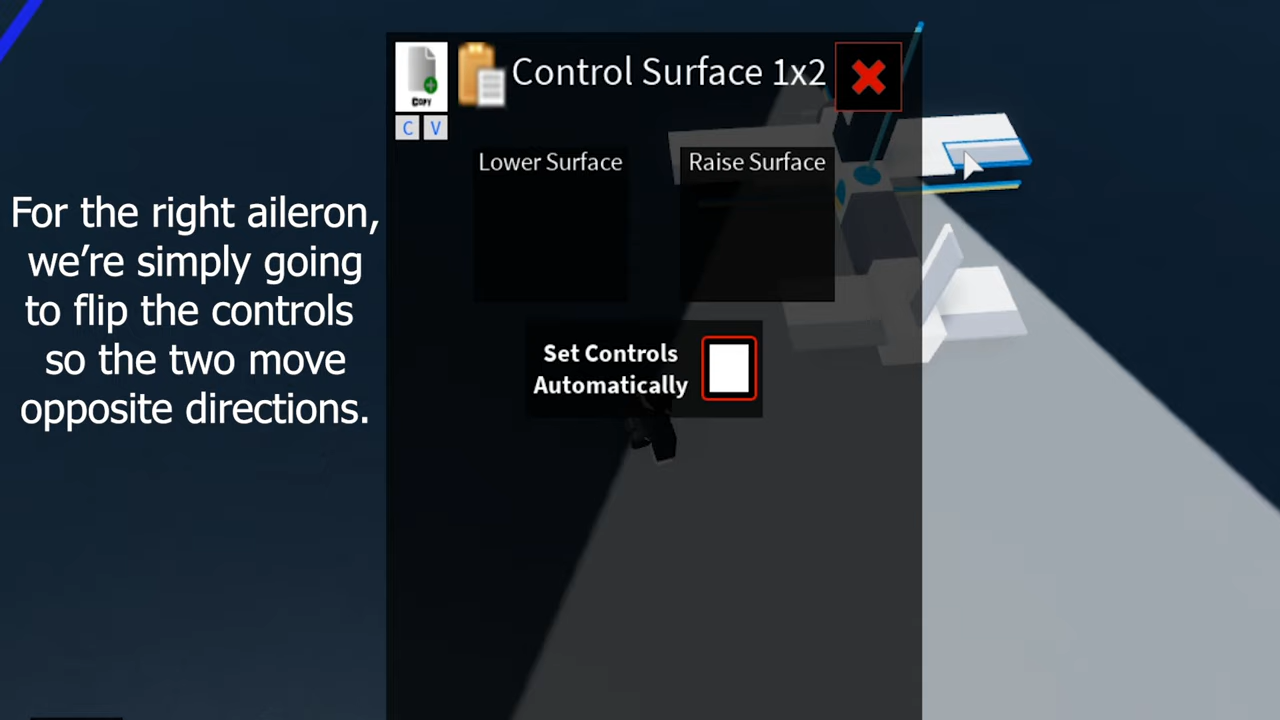 Control Surface 1x2
COPY
C V
Lower Surface
Raise Surface
Set Controls
Automatically
For the right aileron,
we're simply going
to flip the controls
so the two move
opposite directions.